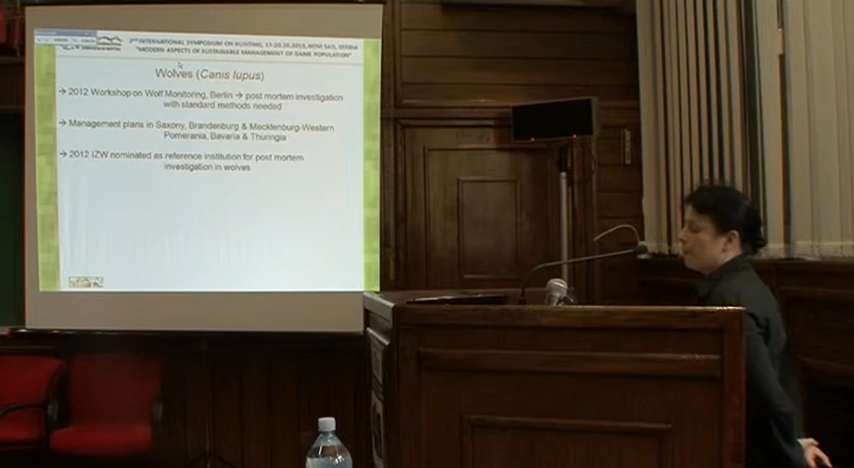 2ND INTERNATIONAL SYMPOSIUM ON HUNTING, 17-20.10.2013, NOVI SAD, SERBIA
"MODERN ASPECTS OF SUSTAINABLE MANAGEMENT OF GAME POPULATION"
Wolves (Canis lupus)
→ 2012 Workshop on Wolf Monitoring, Berlin → post mortem investigation
with standard methods needed
→ Management plans in Saxony, Brandenburg & Mecklenburg-Western
Pomerania, Bavaria & Thuringia
→ 2012 IZW nominated as reference institution for post mortem
investigation in wolves